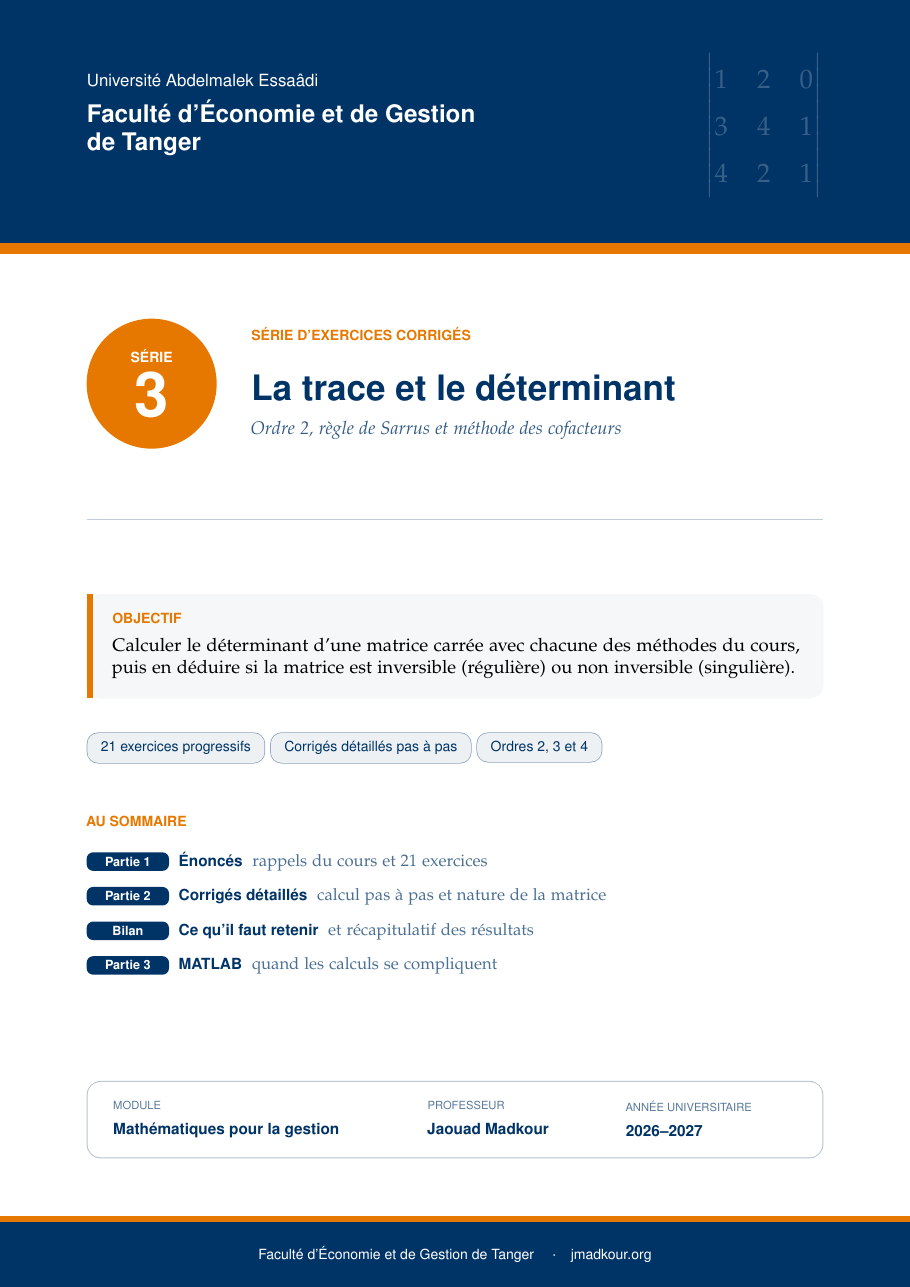 Université Abdelmalek Essaâdi
Faculté d'Économie et de Gestion
de Tanger
1 2 0
3 4 1
4 2 1
SÉRIE
3
SÉRIE D'EXERCICES CORRIGÉS
La trace et le déterminant
Ordre 2, règle de Sarrus et méthode des cofacteurs
OBJECTIF
Calculer le déterminant d'une matrice carrée avec chacune des méthodes du cours,
puis en déduire si la matrice est inversible (régulière) ou non inversible (singulière).
21 exercices progressifs
Corrigés détaillés pas à pas
Ordres 2, 3 et 4
AU SOMMAIRE
Partie 1 Énoncés rappels du cours et 21 exercices
Partie 2 Corrigés détaillés calcul pas à pas et nature de la matrice
Bilan Ce qu'il faut retenir et récapitulatif des résultats
Partie 3 MATLAB quand les calculs se compliquent
MODULE
Mathématiques pour la gestion
PROFESSEUR
Jaouad Madkour
ANNÉE UNIVERSITAIRE
2026–2027
Faculté d'Économie et de Gestion de Tanger · jmadkour.org